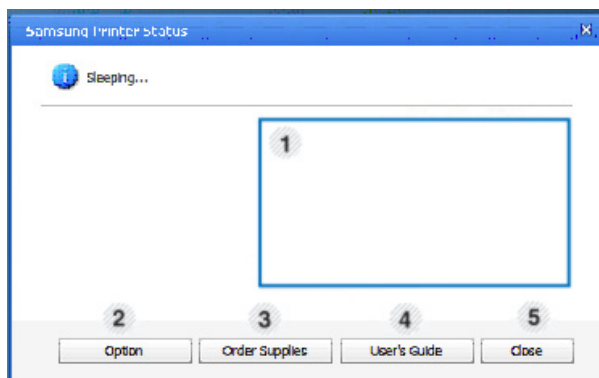 Samsung Printer Status
Sleeping...
1
2 3 4 5
Option Order Supplies User's Guide Close